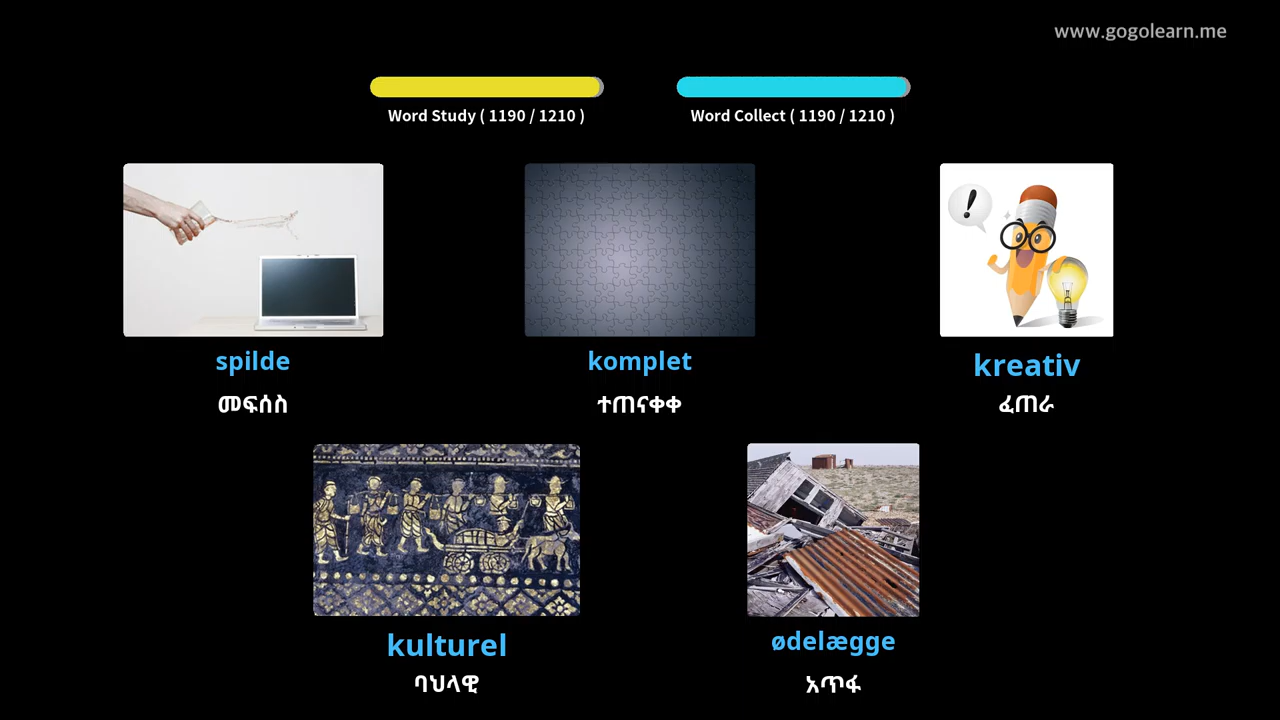 www.gogolearn.me
Word Study ( 1190 / 1210 )
Word Collect ( 1190 / 1210 )
!
spilde
komplet
kreativ
መፍሰስ
ተጠናቀቀ
ፈጠራ
kulturel
ødelægge
ባህላዊ
አጥፋ